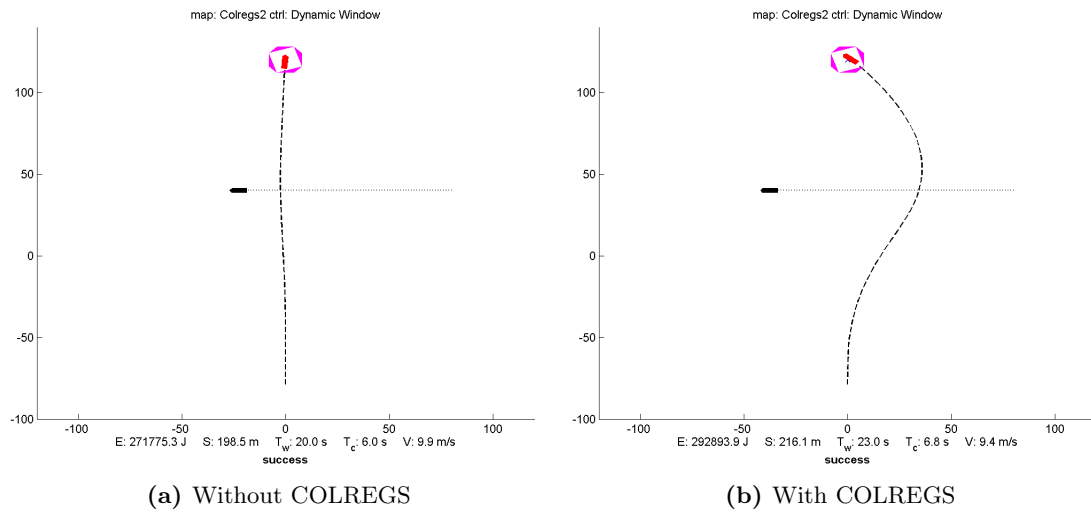 map: Colregs2 ctrl: Dynamic Window
100
50
0
-50
-100
-100 -50 0 50 100
E: 271775.3 J S: 198.5 m T_w: 20.0 s T_c: 6.0 s V: 9.9 m/s
success
(a) Without COLREGS
map: Colregs2 ctrl: Dynamic Window
100
50
0
-50
-100
-100 -50 0 50 100
E: 292893.9 J S: 216.1 m T_w: 23.0 s T_c: 6.8 s V: 9.4 m/s
success
(b) With COLREGS